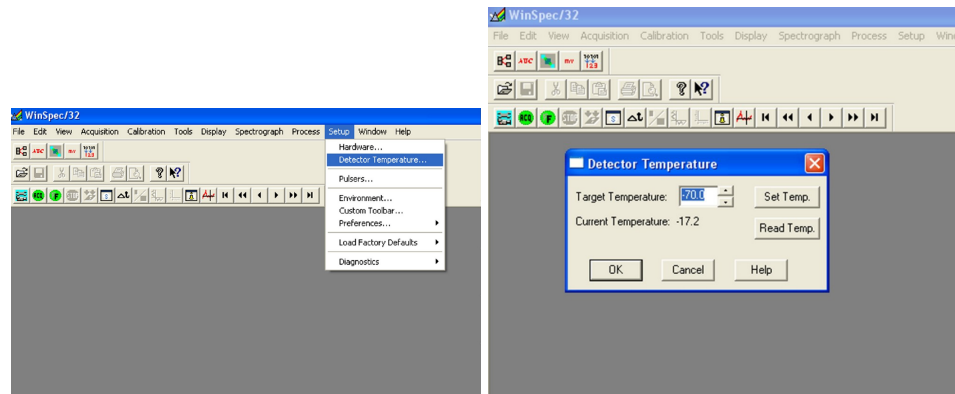 WinSpec/32
File Edit View Acquisition Calibration Tools Display Spectrograph Process Setup Window Help
Hardware...
Detector Temperature...
Pulsers...
Environment...
Custom Toolbar...
Preferences...
Load Factory Defaults
Diagnostics
WinSpec/32
File Edit View Acquisition Calibration Tools Display Spectrograph Process Setup Win
Detector Temperature
Target Temperature: -70.0 Set Temp.
Current Temperature: -17.2 Read Temp.
OK Cancel Help